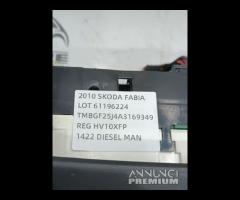 2010 SKODA FABIA
LOT 61196224
TMBGF25J4A3169349
REG HV10XFP
1422 DIESEL MAN
ANNUNCI
PREMIUM